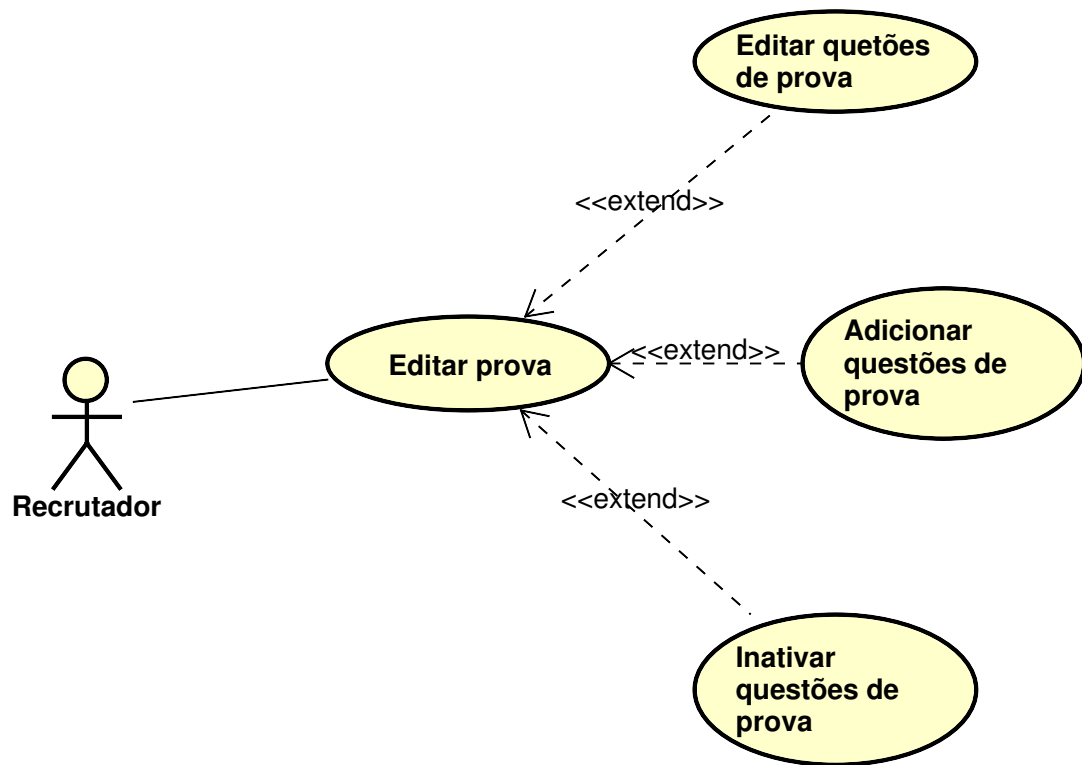 Editar quetões
de prova
<<extend>>
Adicionar
questões de
prova
<<extend>>
Editar prova
Recrutador
<<extend>>
Inativar
questões de
prova